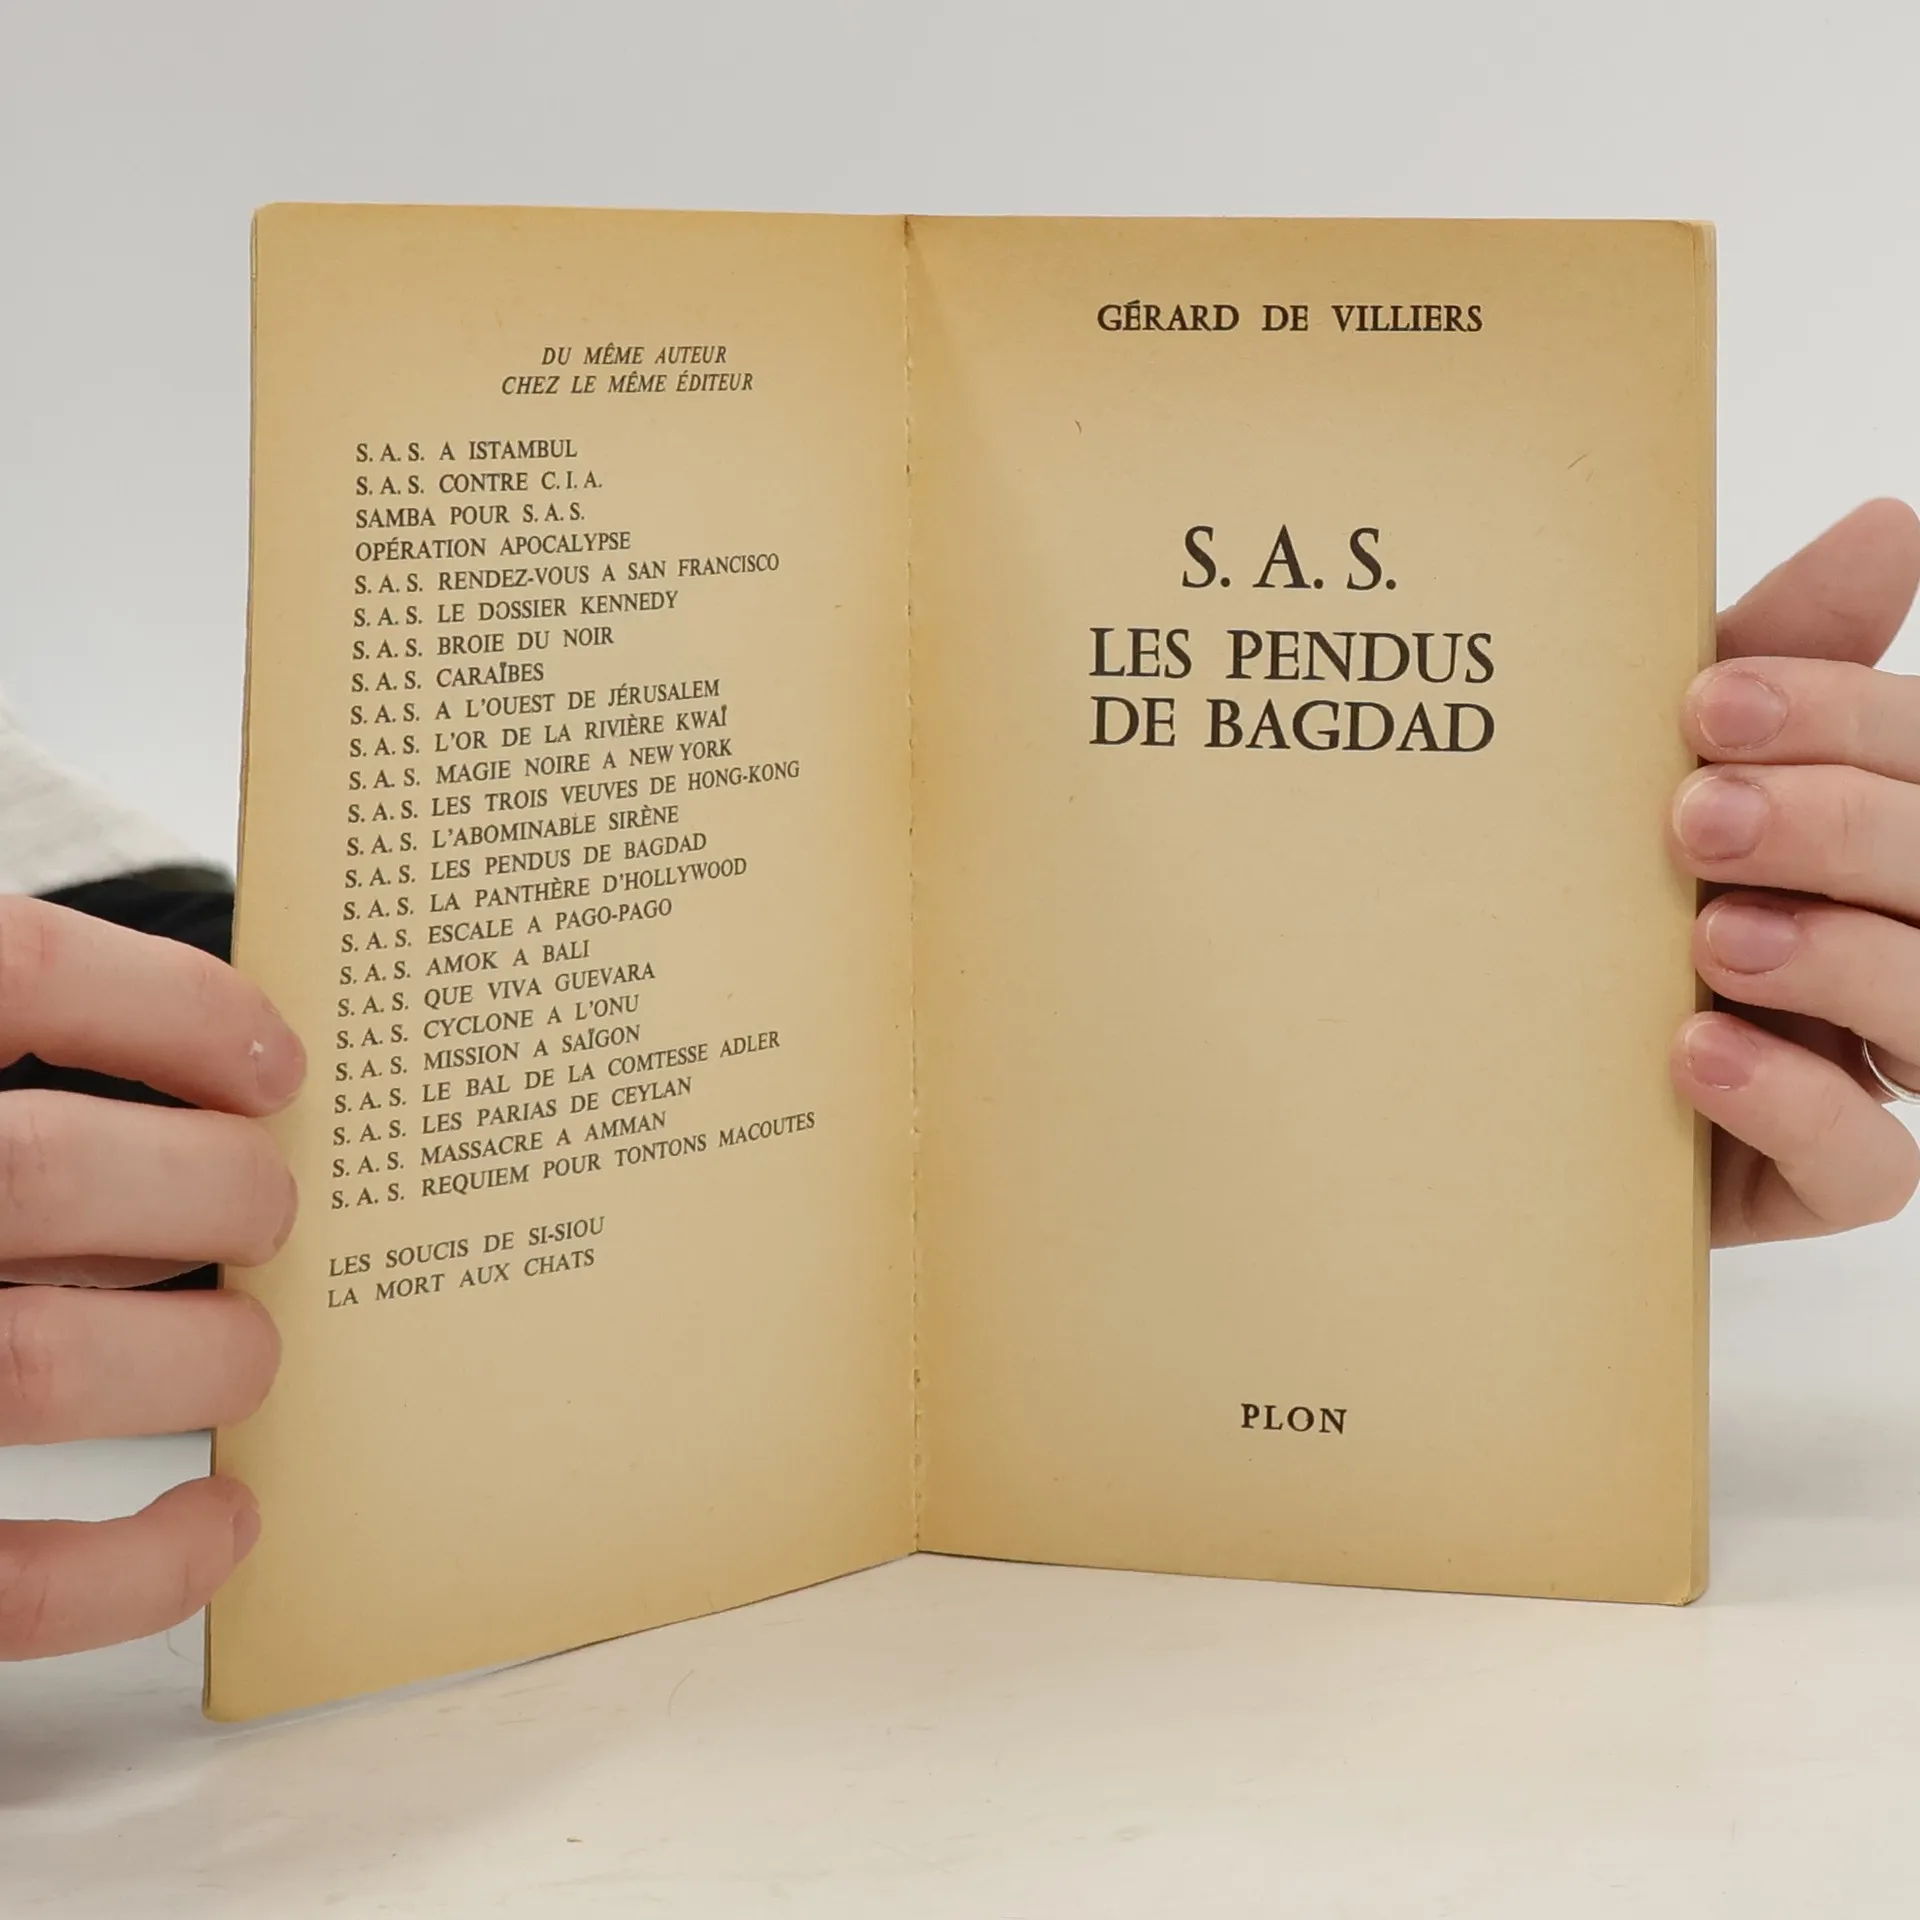 DU MÊME AUTEUR
CHEZ LE MÊME ÉDITEUR
S. A. S. A ISTAMBUL
S. A. S. CONTRE C. I. A.
SAMBA POUR S. A. S.
OPÉRATION APOCALYPSE
S. A. S. RENDEZ-VOUS A SAN FRANCISCO
S. A. S. LE DOSSIER KENNEDY
S. A. S. BROIE DU NOIR
S. A. S. CARAÏBES
S. A. S. A L'OUEST DE JÉRUSALEM
S. A. S. L'OR DE LA RIVIÈRE KWAÏ
S. A. S. MAGIE NOIRE A NEW YORK
S. A. S. LES TROIS VEUVES DE HONG-KONG
S. A. S. L'ABOMINABLE SIRÈNE
S. A. S. LES PENDUS DE BAGDAD
S. A. S. LA PANTHÈRE D'HOLLYWOOD
S. A. S. ESCALE A PAGO-PAGO
S. A. S. AMOK A BALI
S. A. S. QUE VIVA GUEVARA
S. A. S. CYCLONE A L'ONU
S. A. S. MISSION A SAÏGON
S. A. S. LE BAL DE LA COMTESSE ADLER
S. A. S. LES PARIAS DE CEYLAN
S. A. S. MASSACRE A AMMAN
S. A. S. REQUIEM POUR TONTONS MACOUTES
LES SOUCIS DE SI-SIOU
LA MORT AUX CHATS
GÉRARD DE VILLIERS
S. A. S.
LES PENDUS
DE BAGDAD
PLON